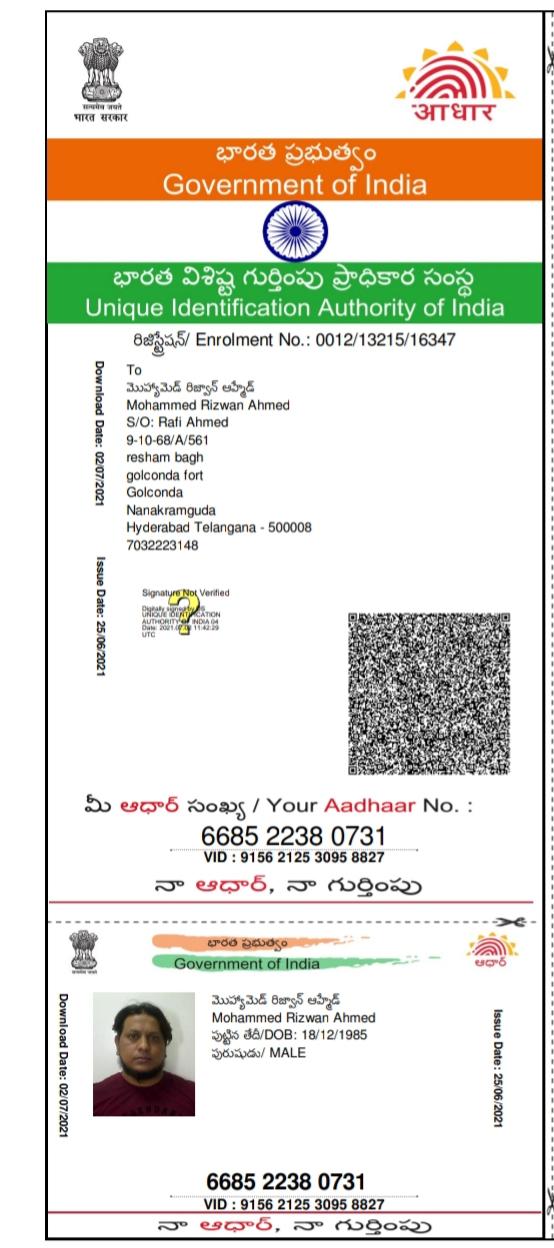 सत्यमेव जयते
भारत सरकार
आधार
భారత ప్రభుత్వం
Government of India
భారత విశిష్ట గుర్తింపు ప్రాధికార సంస్థ
Unique Identification Authority of India
రిజిస్ట్రేషన్/ Enrolment No.: 0012/13215/16347
Download Date: 02/07/2021
Issue Date: 25/06/2021
To
మొహ్యామెడ్ రిజ్వాన్ ఆహ్మేడ్
Mohammed Rizwan Ahmed
S/O: Rafi Ahmed
9-10-68/A/561
resham bagh
golconda fort
Golconda
Nanakramguda
Hyderabad Telangana - 500008
7032223148
Signature Not Verified
Digitally signed by DS
UNIQUE IDENTIFICATION
AUTHORITY OF INDIA 04
Date: 2021.07.02 11:42:29
UTC
మీ ఆధార్ సంఖ్య / Your Aadhaar No. :
6685 2238 0731
VID : 9156 2125 3095 8827
నా ఆధార్, నా గుర్తింపు
భారత ప్రభుత్వం
Government of India
ఆధార్
Download Date: 02/07/2021
మొహ్యామెడ్ రిజ్వాన్ ఆహ్మేడ్
Mohammed Rizwan Ahmed
పుట్టిన తేదీ/DOB: 18/12/1985
పురుషుడు/ MALE
Issue Date: 25/06/2021
6685 2238 0731
VID : 9156 2125 3095 8827
నా ఆధార్, నా గుర్తింపు